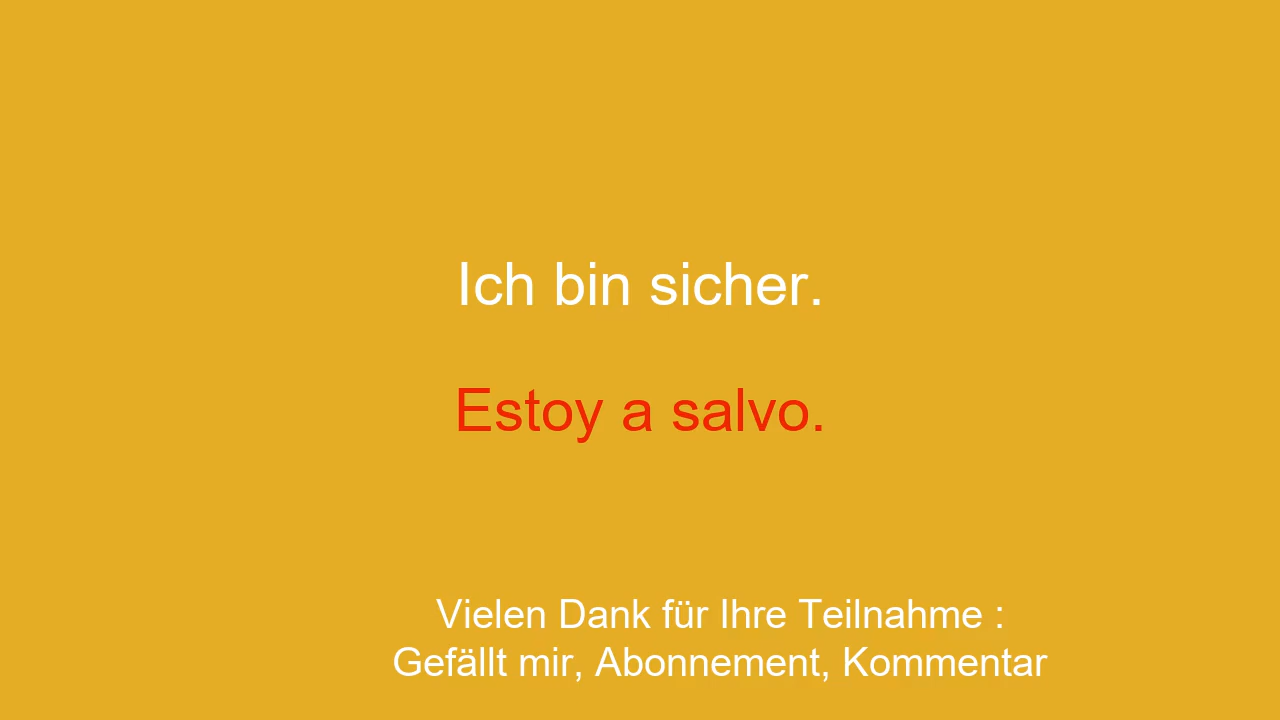 Ich bin sicher.
Estoy a salvo.
Vielen Dank für Ihre Teilnahme :
Gefällt mir, Abonnement, Kommentar